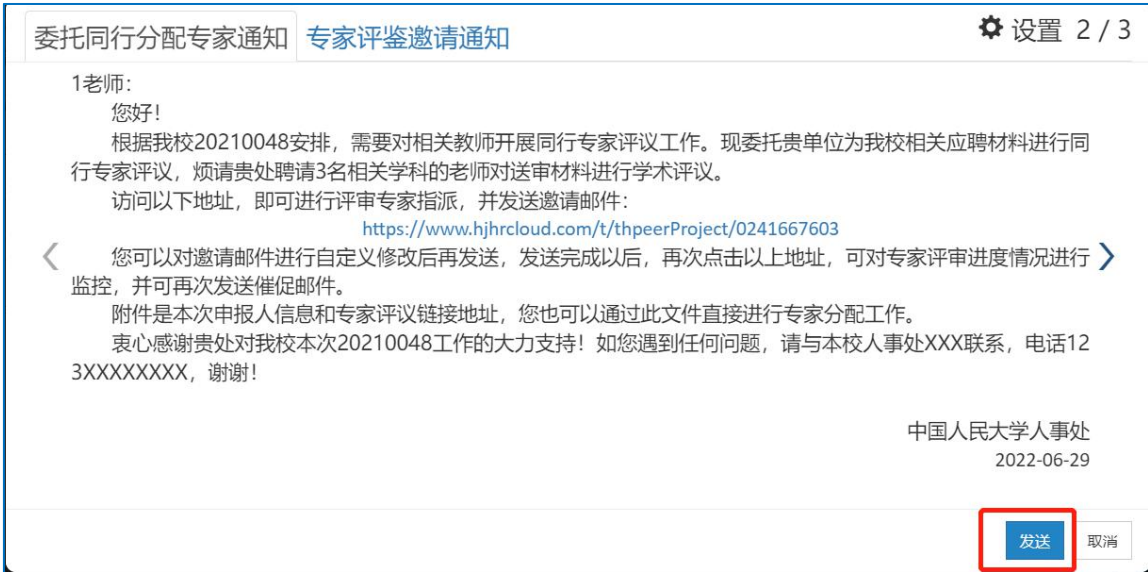 委托同行分配专家通知 专家评鉴邀请通知 设置 2 / 3
1老师：
您好！
根据我校20210048安排，需要对相关教师开展同行专家评议工作。现委托贵单位为我校相关应聘材料进行同
行专家评议，烦请贵处聘请3名相关学科的老师对送审材料进行学术评议。
访问以下地址，即可进行评审专家指派，并发送邀请邮件：
https://www.hjhrcloud.com/t/thpeerProject/0241667603
您可以对邀请邮件进行自定义修改后再发送，发送完成以后，再次点击以上地址，可对专家评审进度情况进行
监控，并可再次发送催促邮件。
附件是本次申报人信息和专家评议链接地址，您也可以通过此文件直接进行专家分配工作。
衷心感谢贵处对我校本次20210048工作的大力支持！如您遇到任何问题，请与本校人事处XXX联系，电话12
3XXXXXXXX，谢谢！
中国人民大学人事处
2022-06-29
发送 取消